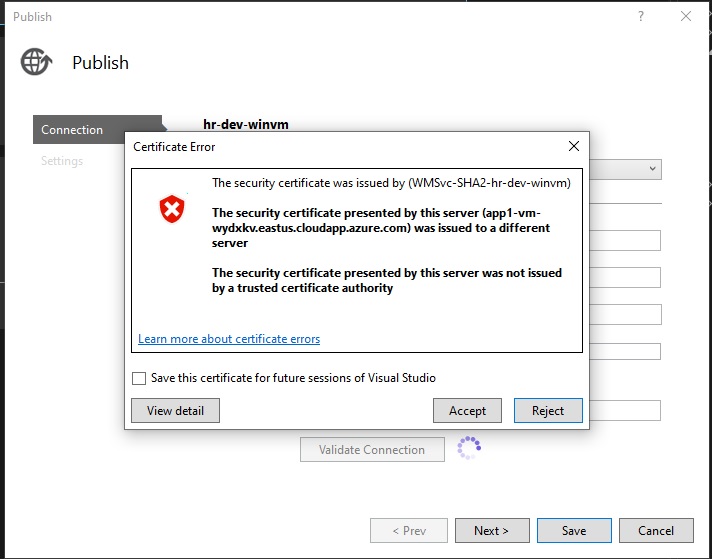 Publish
?
Publish
Connection
Settings
hr-dev-winvm
Certificate Error
The security certificate was issued by (WMSvc-SHA2-hr-dev-winvm)
The security certificate presented by this server (app1-vm-
wydxkv.eastus.cloudapp.azure.com) was issued to a different
server
The security certificate presented by this server was not issued
by a trusted certificate authority
Learn more about certificate errors
Save this certificate for future sessions of Visual Studio
View detail
Accept
Reject
Validate Connection
< Prev
Next >
Save
Cancel